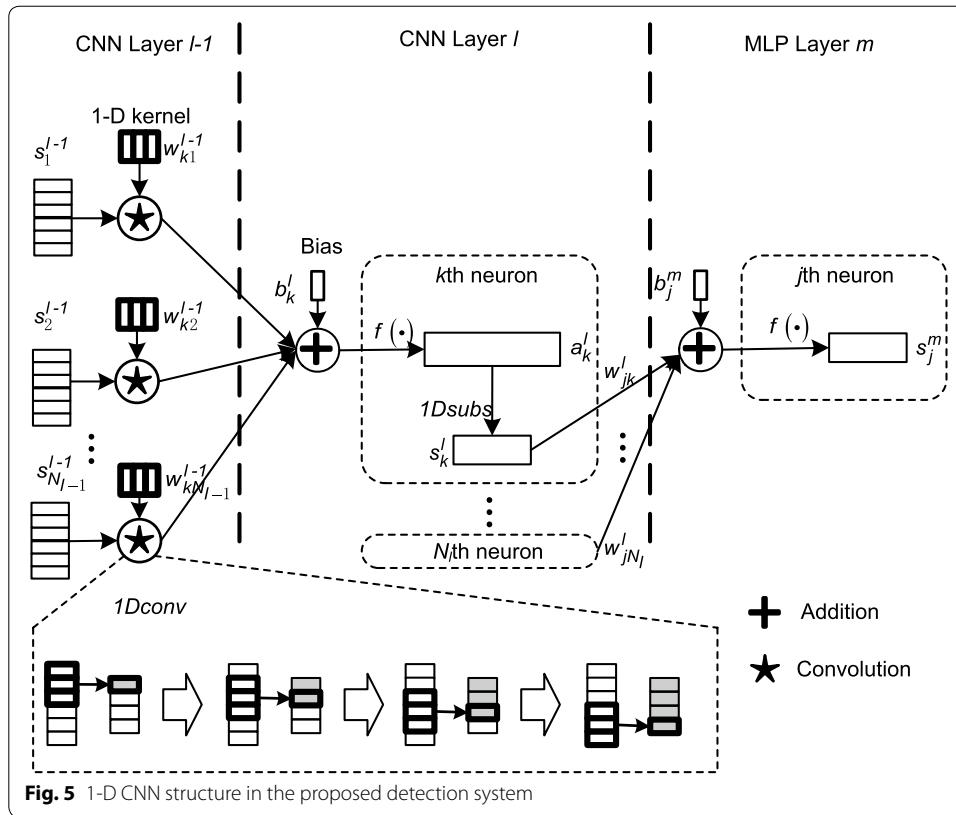 CNN Layer l-1
CNN Layer l
MLP Layer m
1-D kernel
s_1^{l-1}
w_{k1}^{l-1}
Bias
b_k^l
kth neuron
b_j^m
jth neuron
s_2^{l-1}
w_{k2}^{l-1}
f (•)
a_k^l
f (•)
s_j^m
w_{jk}^l
1Dsubs
s_k^l
s_{N_{l-1}}^{l-1}
w_{kN_{l-1}}^{l-1}
N_lth neuron
w_{jN_l}^l
1Dconv
Addition
Convolution
Fig. 5 1-D CNN structure in the proposed detection system